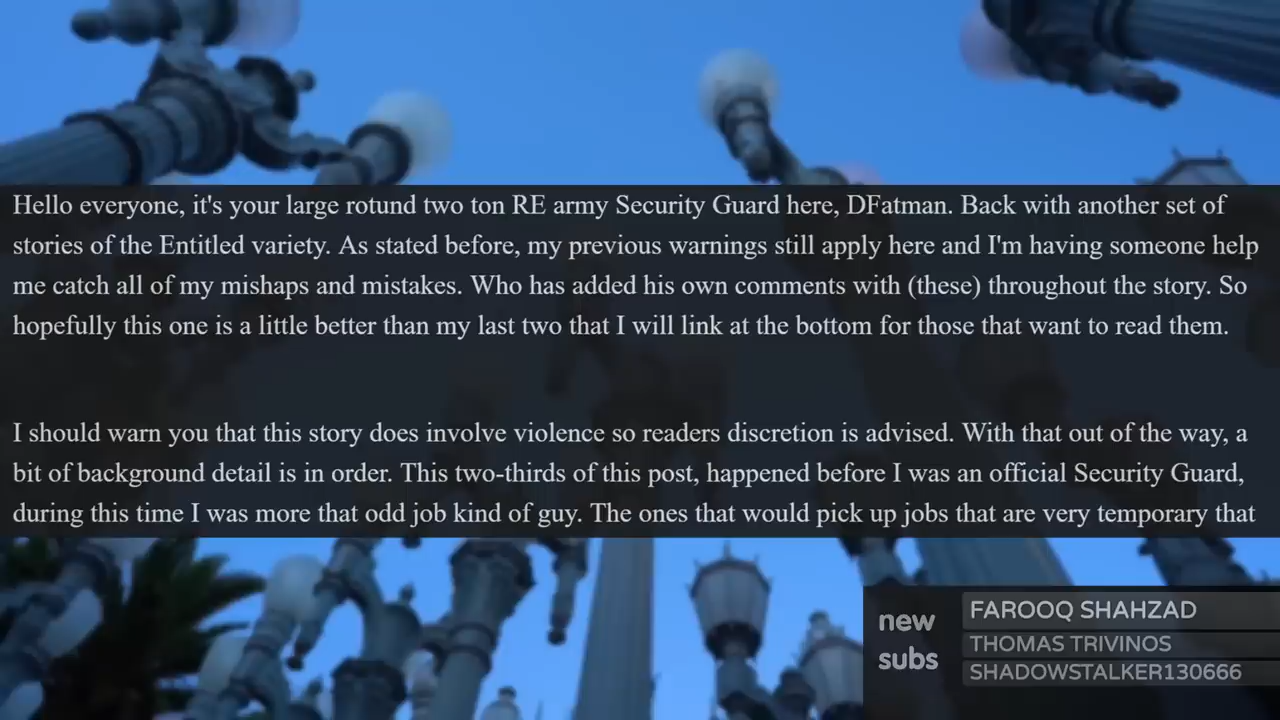 Hello everyone, it's your large rotund two ton RE army Security Guard here, DFatman. Back with another set of
stories of the Entitled variety. As stated before, my previous warnings still apply here and I'm having someone help
me catch all of my mishaps and mistakes. Who has added his own comments with (these) throughout the story. So
hopefully this one is a little better than my last two that I will link at the bottom for those that want to read them.
I should warn you that this story does involve violence so readers discretion is advised. With that out of the way, a
bit of background detail is in order. This two-thirds of this post, happened before I was an official Security Guard,
during this time I was more that odd job kind of guy. The ones that would pick up jobs that are very temporary that
new
subs
FAROOQ SHAHZAD
THOMAS TRIVINOS
SHADOWSTALKER130666